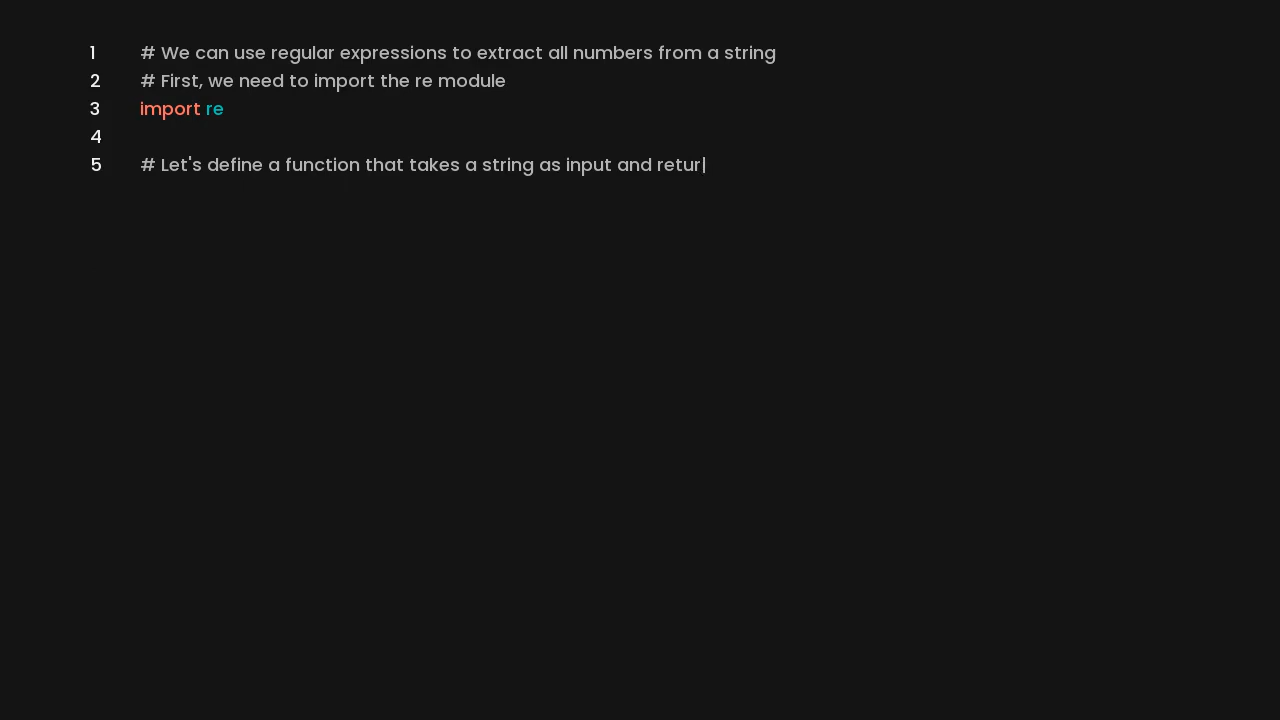 1 # We can use regular expressions to extract all numbers from a string
2 # First, we need to import the re module
3 import re
4
5 # Let's define a function that takes a string as input and retur|